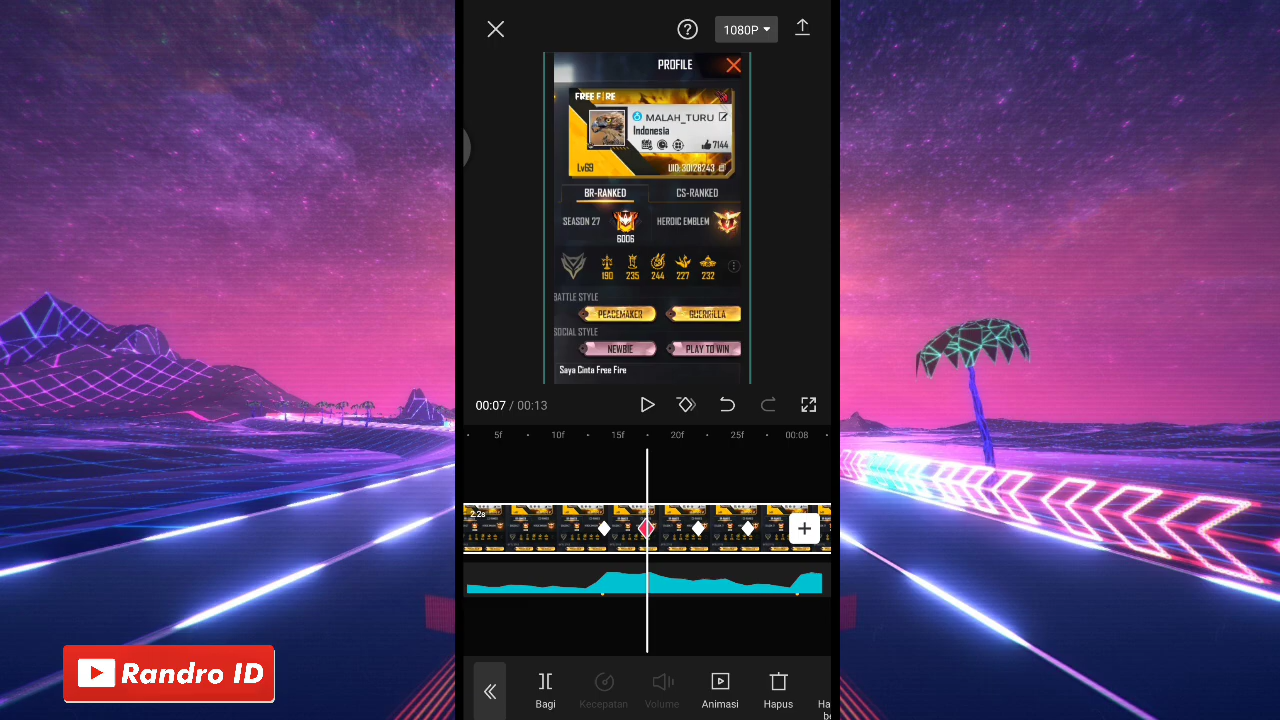 1080P
PROFILE
FREE FIRE
MALAH_TURU
Indonesia
7144
Lv69
UID:30128243
BR-RANKED
CS-RANKED
SEASON 27
HEROIC EMBLEM
6006
190
235
244
227
232
BATTLE STYLE
PEACEMAKER
GUERRILLA
SOCIAL STYLE
NEWBIE
PLAY TO WIN
Saya Cinta Free Fire
00:07 / 00:13
5f
10f
15f
20f
25f
00:08
2.2s
Randro ID
Bagi
Kecepatan
Volume
Animasi
Hapus
Ha
be